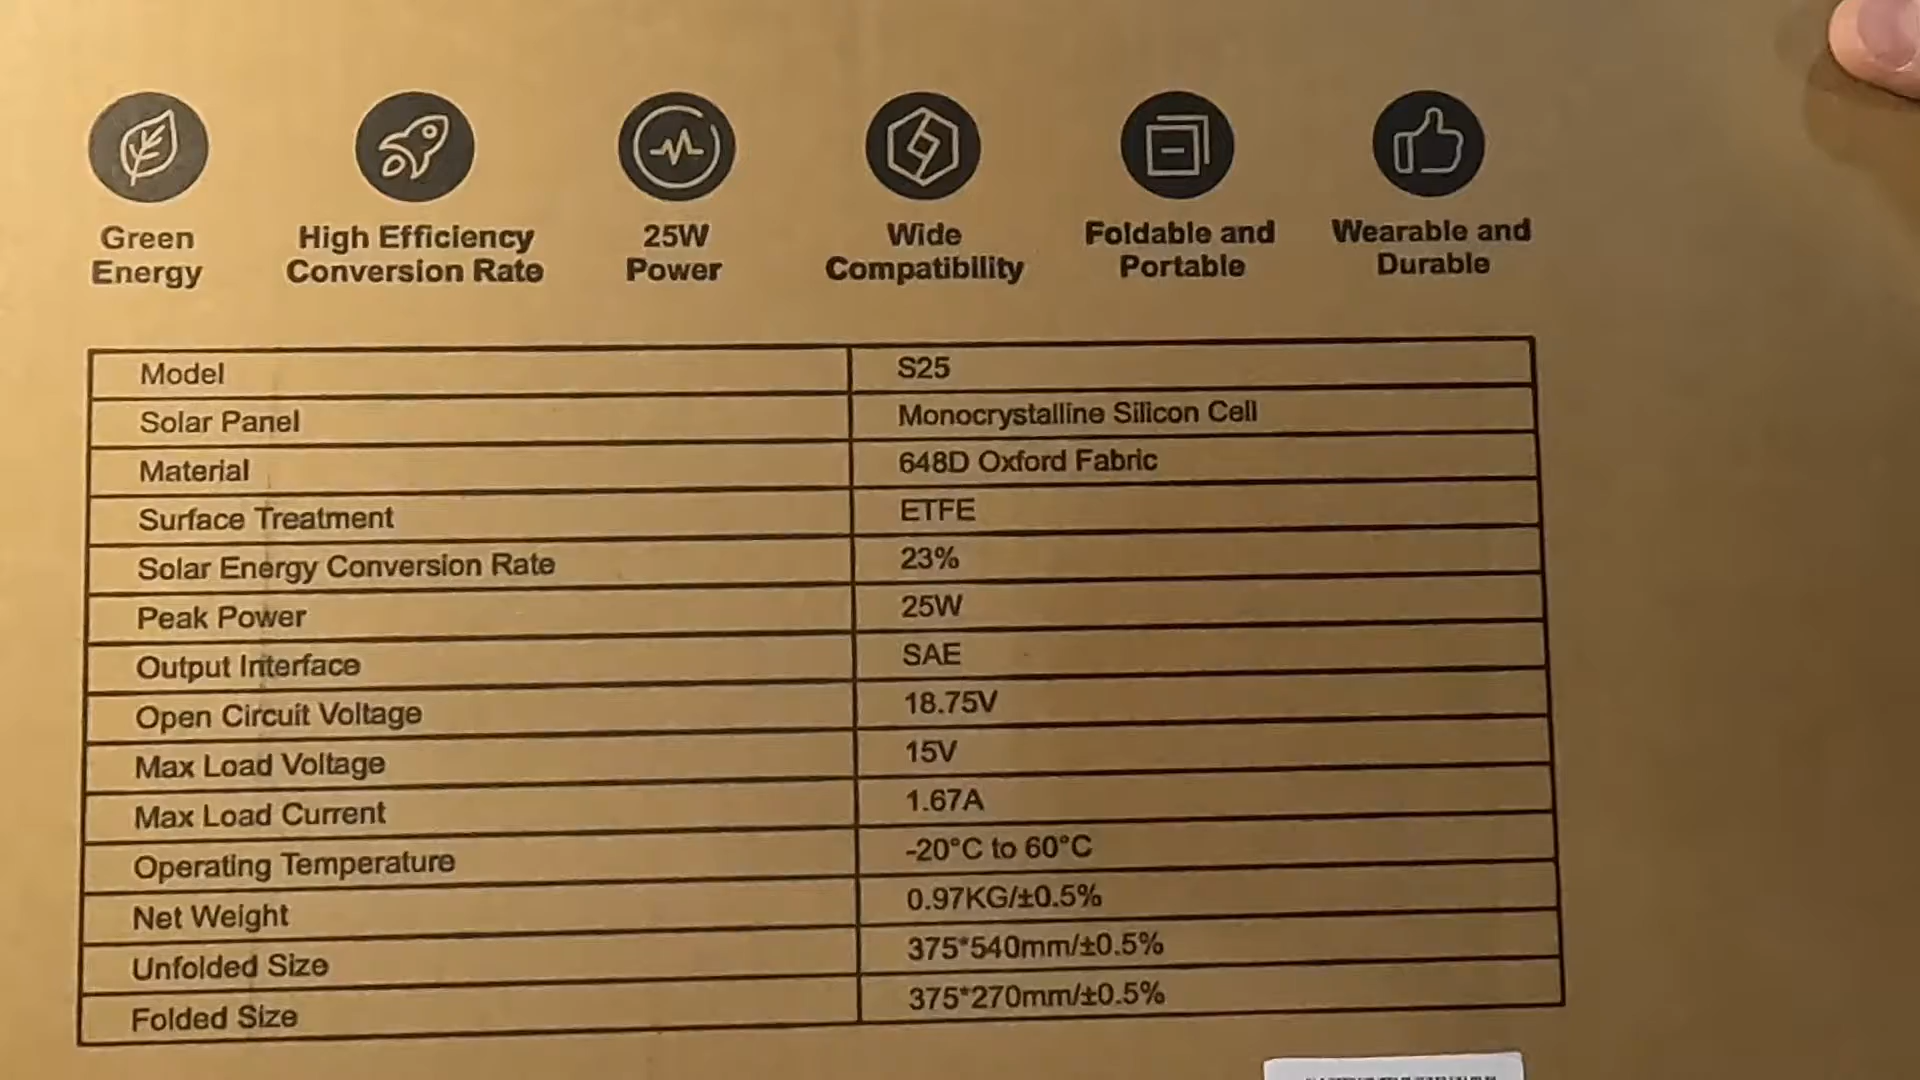 Green Energy
High Efficiency Conversion Rate
25W Power
Wide Compatibility
Foldable and Portable
Wearable and Durable
Model S25
Solar Panel Monocrystalline Silicon Cell
Material 648D Oxford Fabric
Surface Treatment ETFE
Solar Energy Conversion Rate 23%
Peak Power 25W
Output Interface SAE
Open Circuit Voltage 18.75V
Max Load Voltage 15V
Max Load Current 1.67A
Operating Temperature -20°C to 60°C
Net Weight 0.97KG/±0.5%
Unfolded Size 375*540mm/±0.5%
Folded Size 375*270mm/±0.5%